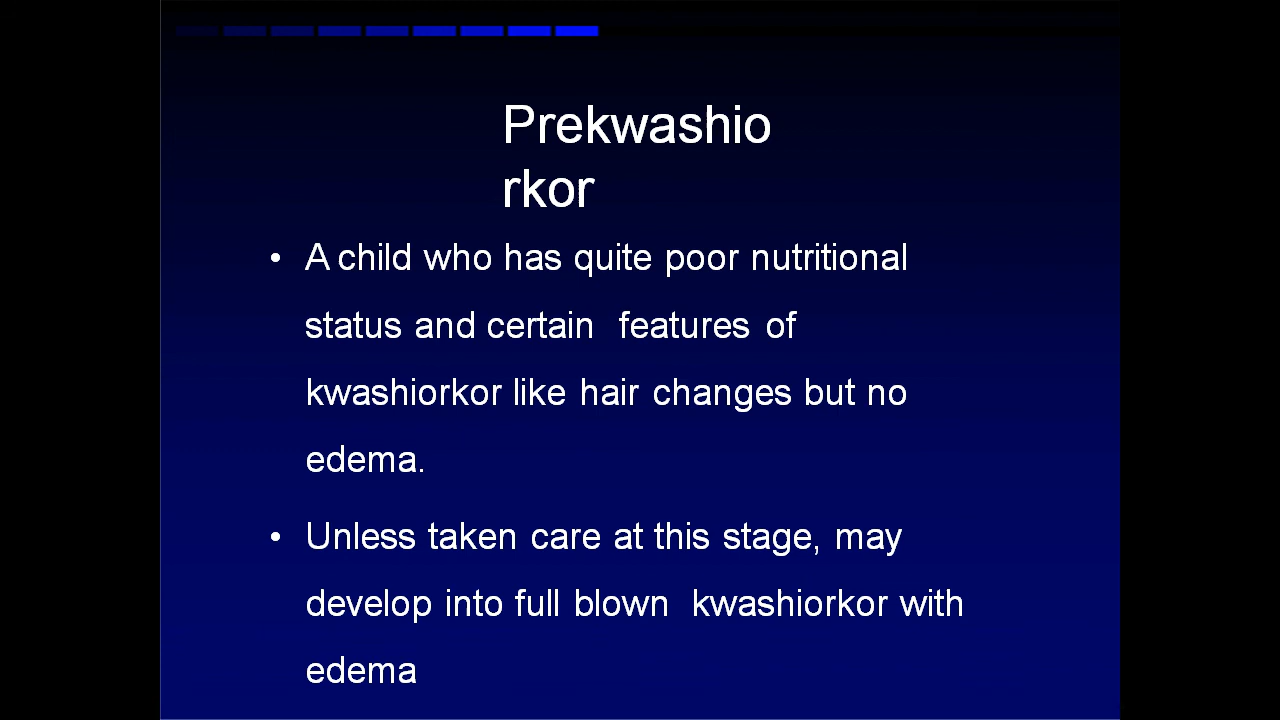 Prekwashio
rkor
• A child who has quite poor nutritional
status and certain features of
kwashiorkor like hair changes but no
edema.
• Unless taken care at this stage, may
develop into full blown kwashiorkor with
edema